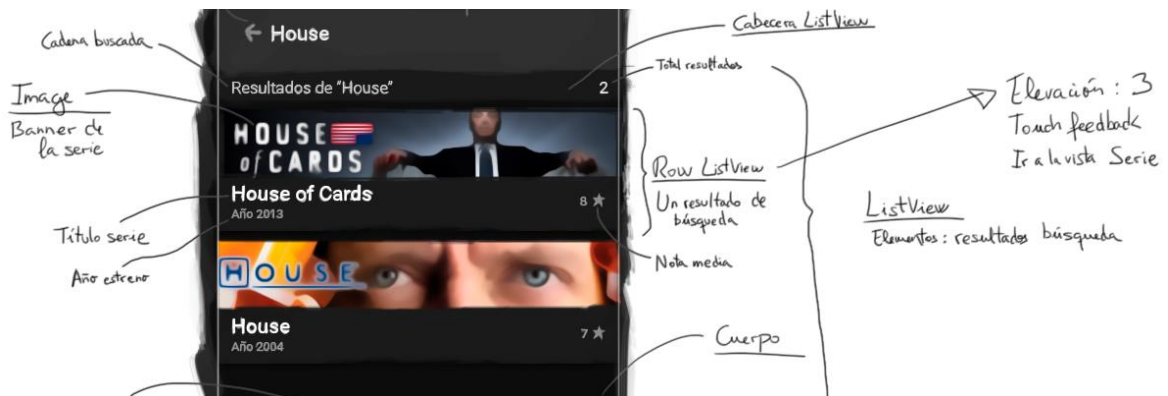 House
Cabecera ListView
Cadena buscada
Total resultados
Resultados de "House"
2
Image
Banner de
la serie
HOUSE
of CARDS
Elevación : 3
Touch feedback
Ir a la vista Serie
Row ListView
Un resultado de
búsqueda
House of Cards
8 ★
Año 2013
Título serie
Año estreno
ListView
Elementos : resultados búsqueda
Nota media
HOUSE
House
7 ★
Año 2004
Cuerpo